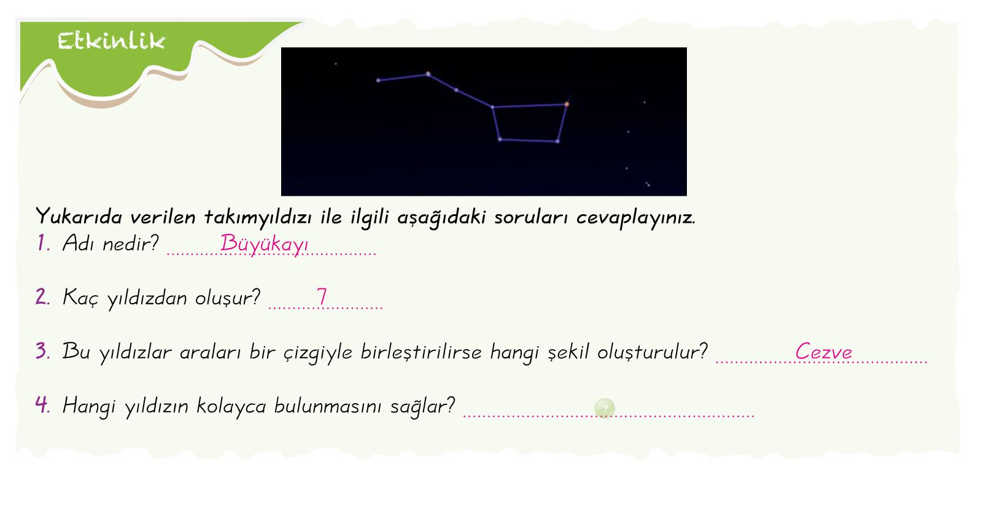 Etkinlik
Yukarıda verilen takımyıldızı ile ilgili aşağıdaki soruları cevaplayınız.
1. Adı nedir? Büyükayı
2. Kaç yıldızdan oluşur? 7
3. Bu yıldızlar araları bir çizgiyle birleştirilirse hangi şekil oluşturulur? Cezve
4. Hangi yıldızın kolayca bulunmasını sağlar? ?